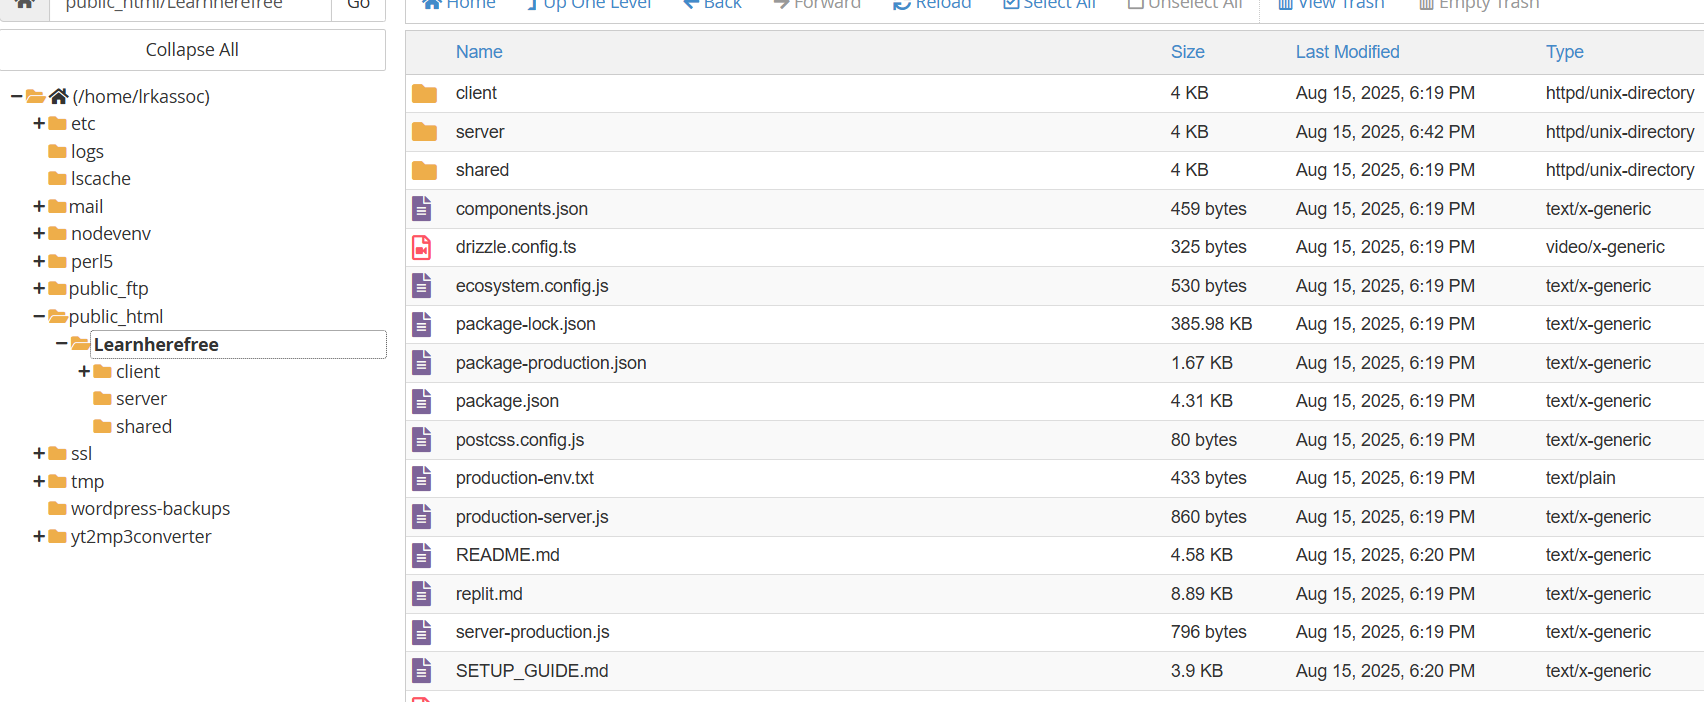 public_html/Learnherefree Go
Home Up One Level Back Forward Reload Select All Unselect All View Trash Empty Trash
Collapse All
(/home/lrkassoc)
etc
logs
lscache
mail
nodevenv
perl5
public_ftp
public_html
Learnherefree
client
server
shared
ssl
tmp
wordpress-backups
yt2mp3converter
Name Size Last Modified Type
client 4 KB Aug 15, 2025, 6:19 PM httpd/unix-directory
server 4 KB Aug 15, 2025, 6:42 PM httpd/unix-directory
shared 4 KB Aug 15, 2025, 6:19 PM httpd/unix-directory
components.json 459 bytes Aug 15, 2025, 6:19 PM text/x-generic
drizzle.config.ts 325 bytes Aug 15, 2025, 6:19 PM video/x-generic
ecosystem.config.js 530 bytes Aug 15, 2025, 6:19 PM text/x-generic
package-lock.json 385.98 KB Aug 15, 2025, 6:19 PM text/x-generic
package-production.json 1.67 KB Aug 15, 2025, 6:19 PM text/x-generic
package.json 4.31 KB Aug 15, 2025, 6:19 PM text/x-generic
postcss.config.js 80 bytes Aug 15, 2025, 6:19 PM text/x-generic
production-env.txt 433 bytes Aug 15, 2025, 6:19 PM text/plain
production-server.js 860 bytes Aug 15, 2025, 6:19 PM text/x-generic
README.md 4.58 KB Aug 15, 2025, 6:20 PM text/x-generic
replit.md 8.89 KB Aug 15, 2025, 6:19 PM text/x-generic
server-production.js 796 bytes Aug 15, 2025, 6:19 PM text/x-generic
SETUP_GUIDE.md 3.9 KB Aug 15, 2025, 6:20 PM text/x-generic